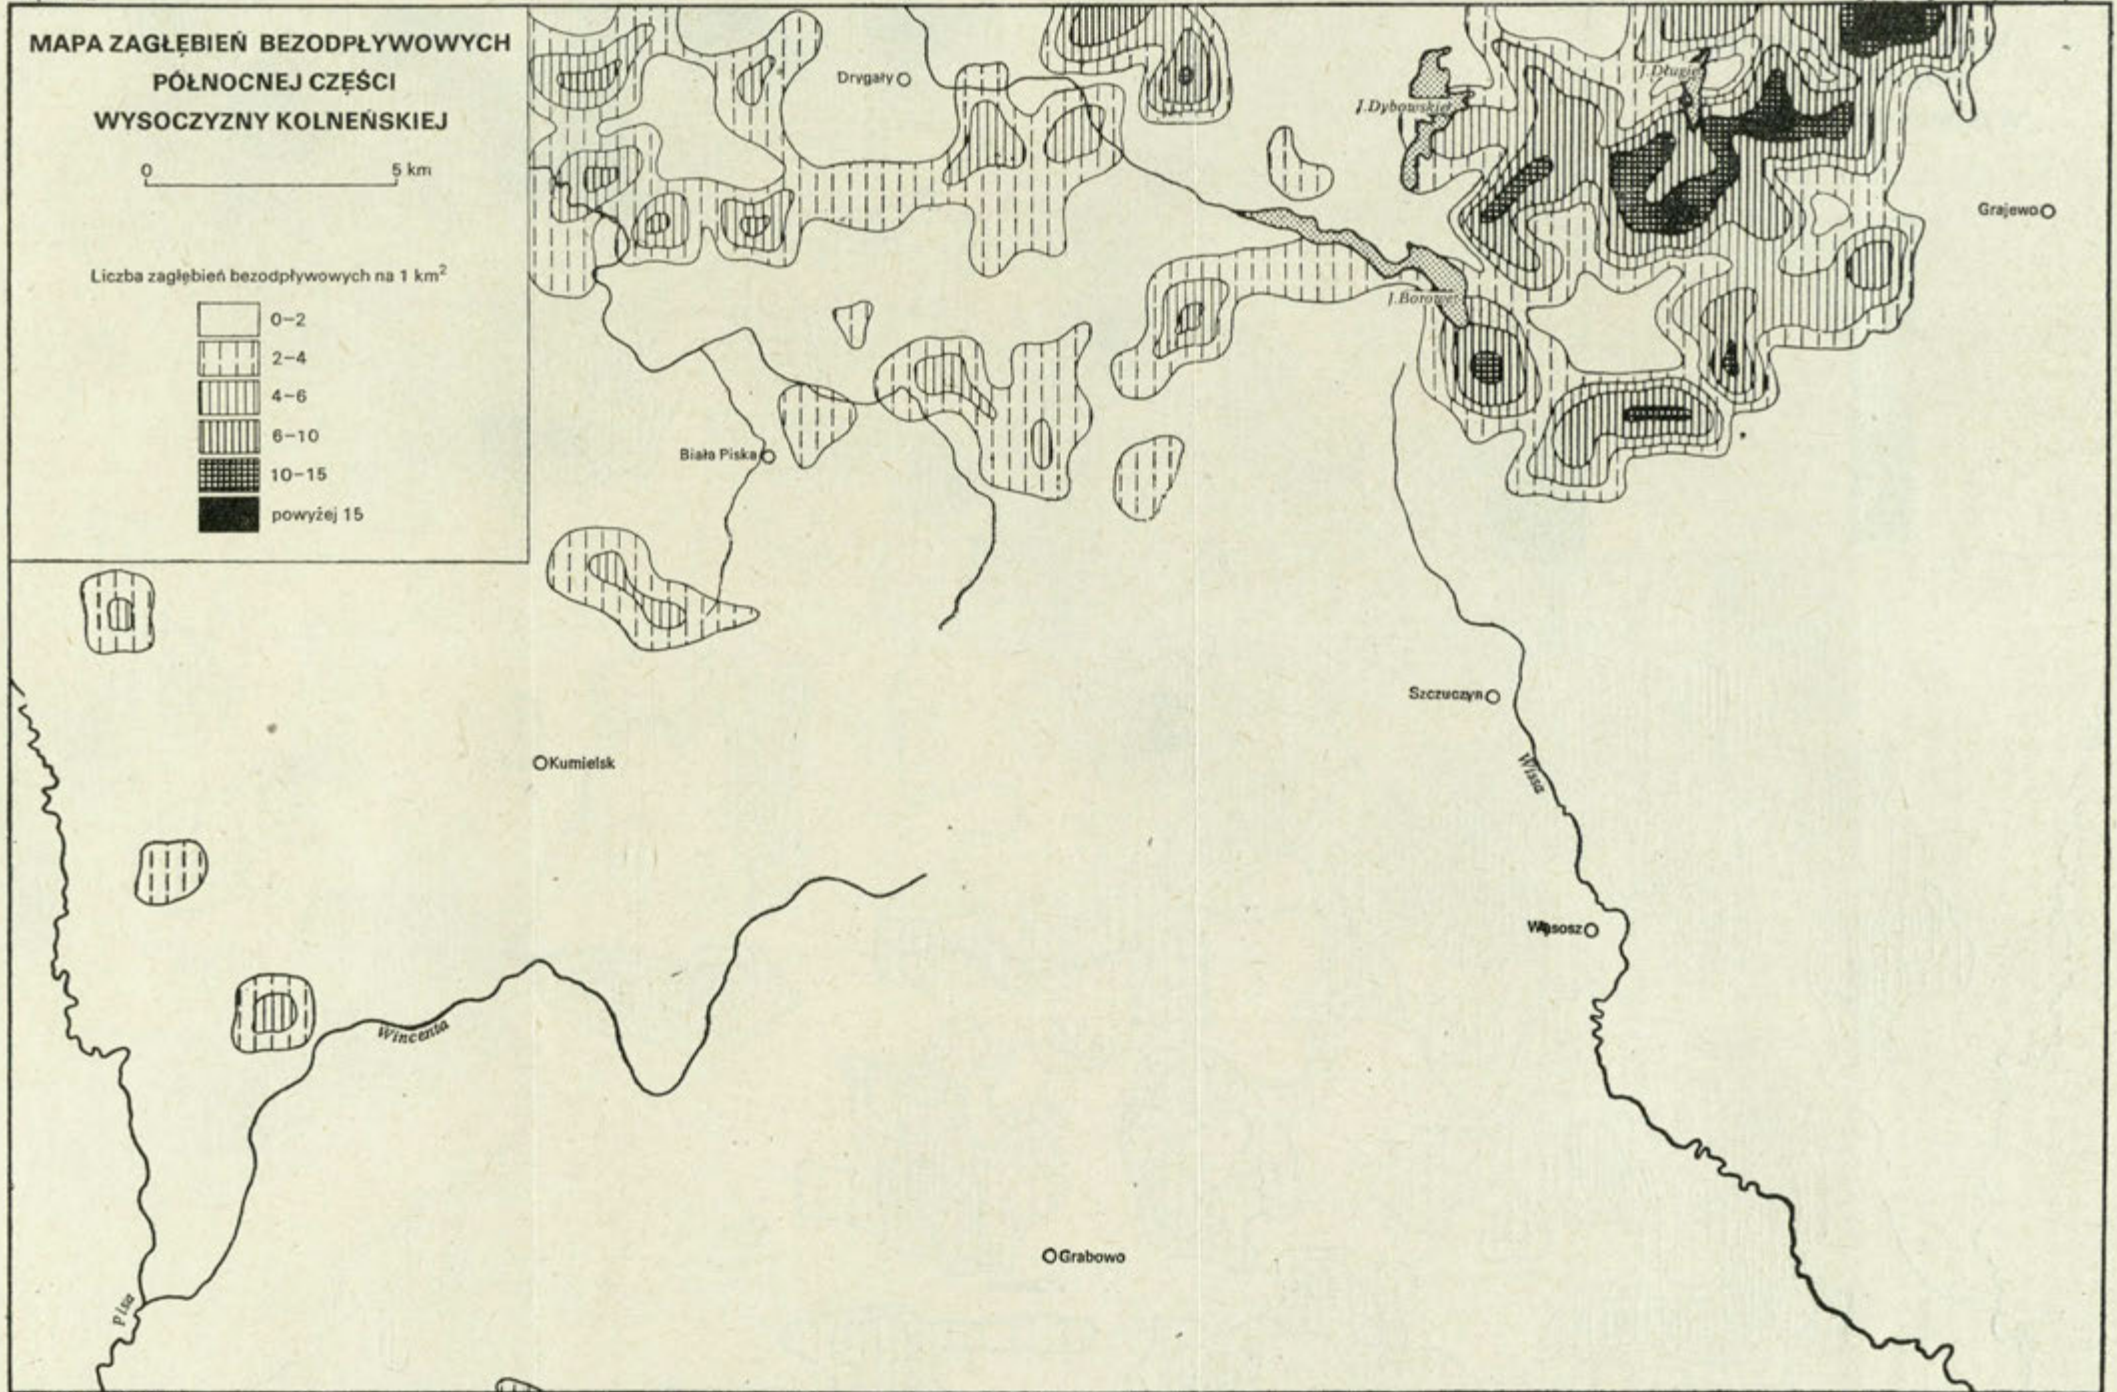 MAPA ZAGŁĘBIEŃ BEZODPŁYWOWYCH
PÓŁNOCNEJ CZĘŚCI
WYSOCZYZNY KOLNEŃSKIEJ
0 5 km
Liczba zagłębień bezodpływowych na 1 km²
0–2
2–4
4–6
6–10
10–15
powyżej 15
Drygały
J.Długie
J.Dybowskie
Grajewo
J.Borowe
Biała Piska
Szczuczyn
Wissa
Kumielsk
Wąsosz
Wincenta
Grabowo
Pisa